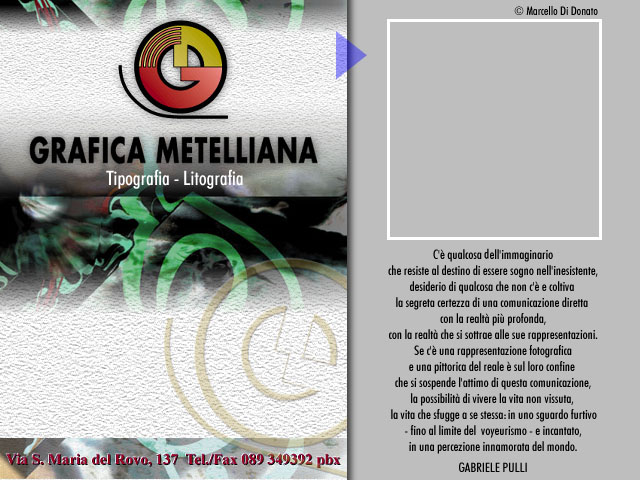 GRAFICA METELLIANA
Tipografia - Litografia
Via S. Maria del Rovo, 137 Tel./Fax 089 349392 pbx
© Marcello Di Donato
C'è qualcosa dell'immaginario
che resiste al destino di essere sogno nell'inesistente,
desiderio di qualcosa che non c'è e coltiva
la segreta certezza di una comunicazione diretta
con la realtà più profonda,
con la realtà che si sottrae alle sue rappresentazioni.
Se c'è una rappresentazione fotografica
e una pittorica del reale è sul loro confine
che si sospende l'attimo di questa comunicazione,
la possibilità di vivere la vita non vissuta,
la vita che sfugge a se stessa: in uno sguardo furtivo
- fino al limite del voyeurismo - e incantato,
in una percezione innamorata del mondo.
GABRIELE PULLI